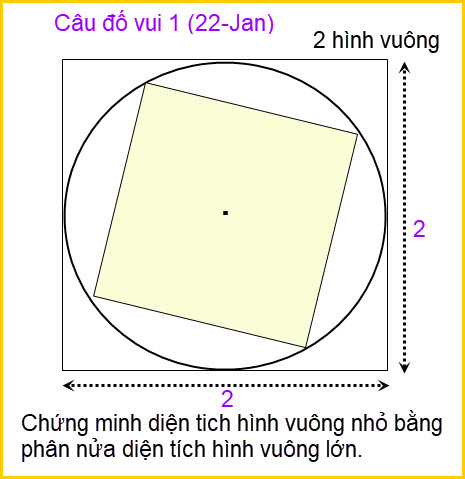 Câu đố vui 1 (22-Jan)
2 hình vuông
2
2
Chứng minh diện tich hình vuông nhỏ bằng
phân nửa diện tích hình vuông lớn.